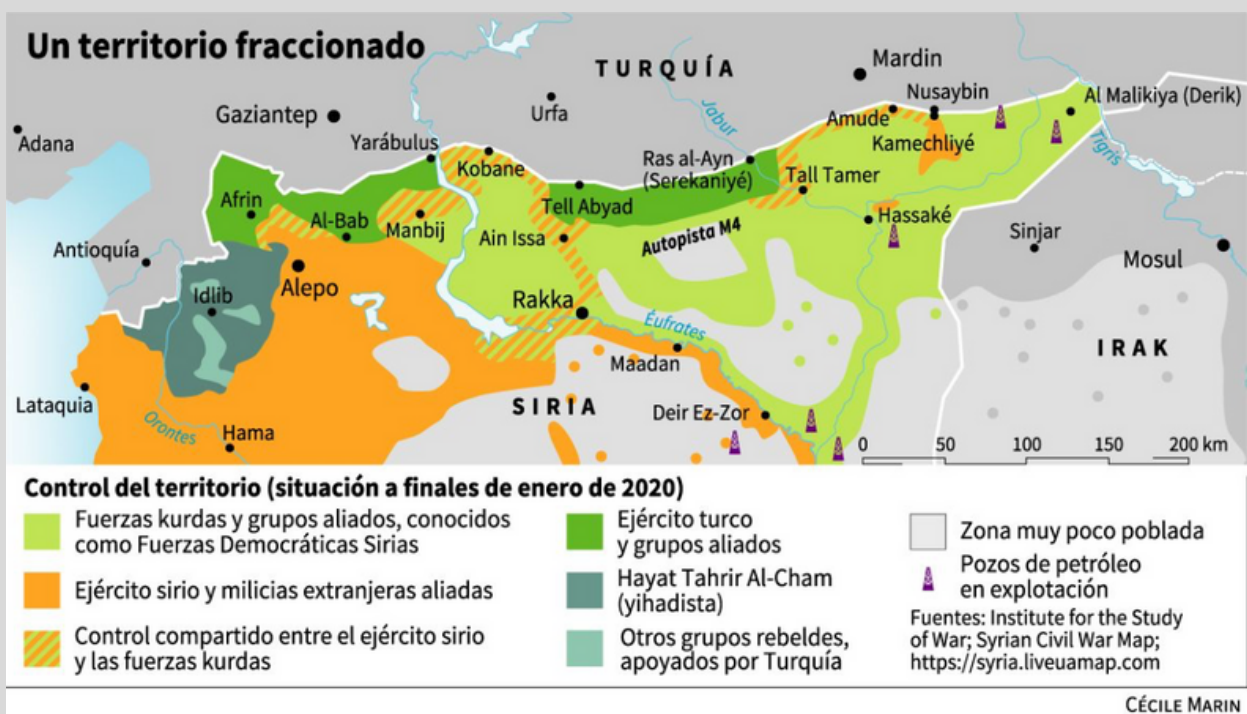 Un territorio fraccionado
TURQUÍA
Mardin
Nusaybin
Al Malikiya (Derik)
Adana
Gaziantep
Urfa
Jabur
Amude
Kamechliyé
Tigris
Yarábulus
Kobane
Ras al-Ayn
(Serekaniyé)
Tall Tamer
Afrin
Al-Bab
Manbij
Tell Abyad
Ain Issa
Autopista M4
Hassaké
Sinjar
Mosul
Antioquía
Idlib
Alepo
Rakka
Éufrates
Maadan
IRAK
Lataquia
Orontes
Hama
SIRIA
Deir Ez-Zor
0 50 100 150 200 km
Control del territorio (situación a finales de enero de 2020)
Fuerzas kurdas y grupos aliados, conocidos
como Fuerzas Democráticas Sirias
Ejército sirio y milicias extranjeras aliadas
Control compartido entre el ejército sirio
y las fuerzas kurdas
Ejército turco
y grupos aliados
Hayat Tahrir Al-Cham
(yihadista)
Otros grupos rebeldes,
apoyados por Turquía
Zona muy poco poblada
Pozos de petróleo
en explotación
Fuentes: Institute for the Study
of War; Syrian Civil War Map;
https://syria.liveuamap.com
CÉCILE MARIN